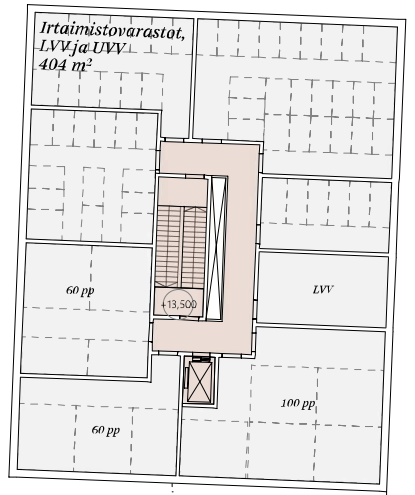 Irtaimistovarastot,
LVV ja UVV
404 m²
+13,500
60 pp
LVV
100 pp
60 pp